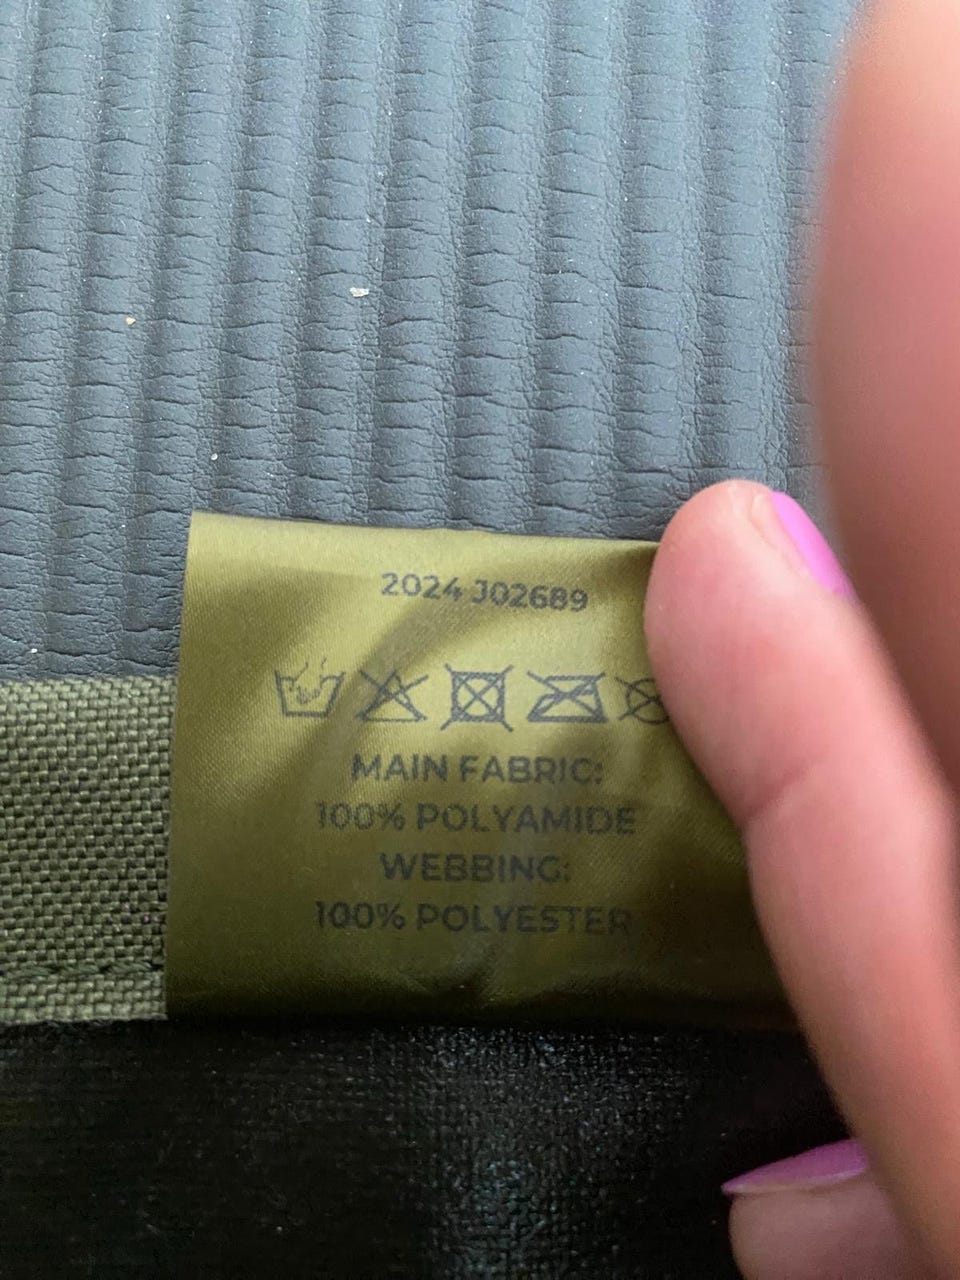 2024 J02689
MAIN FABRIC:
100% POLYAMIDE
WEBBING:
100% POLYESTER